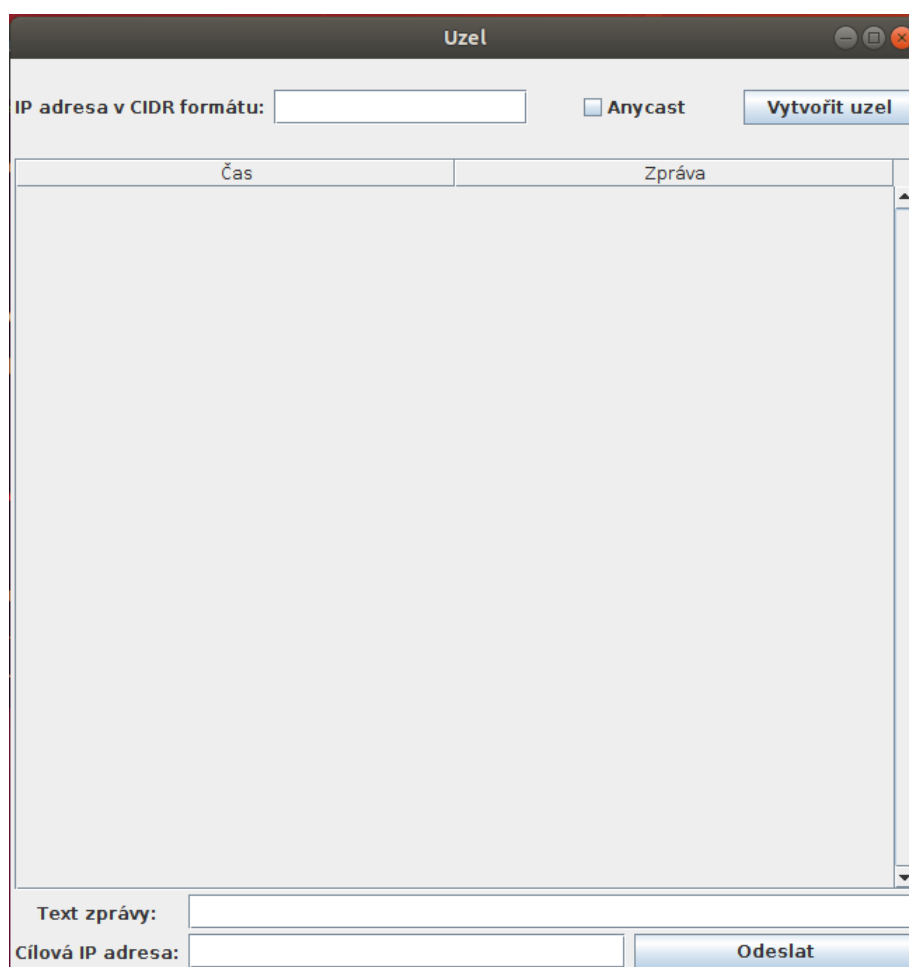 Uzel
IP adresa v CIDR formátu: Anycast Vytvořit uzel
Čas Zpráva
Text zprávy:
Cílová IP adresa: Odeslat